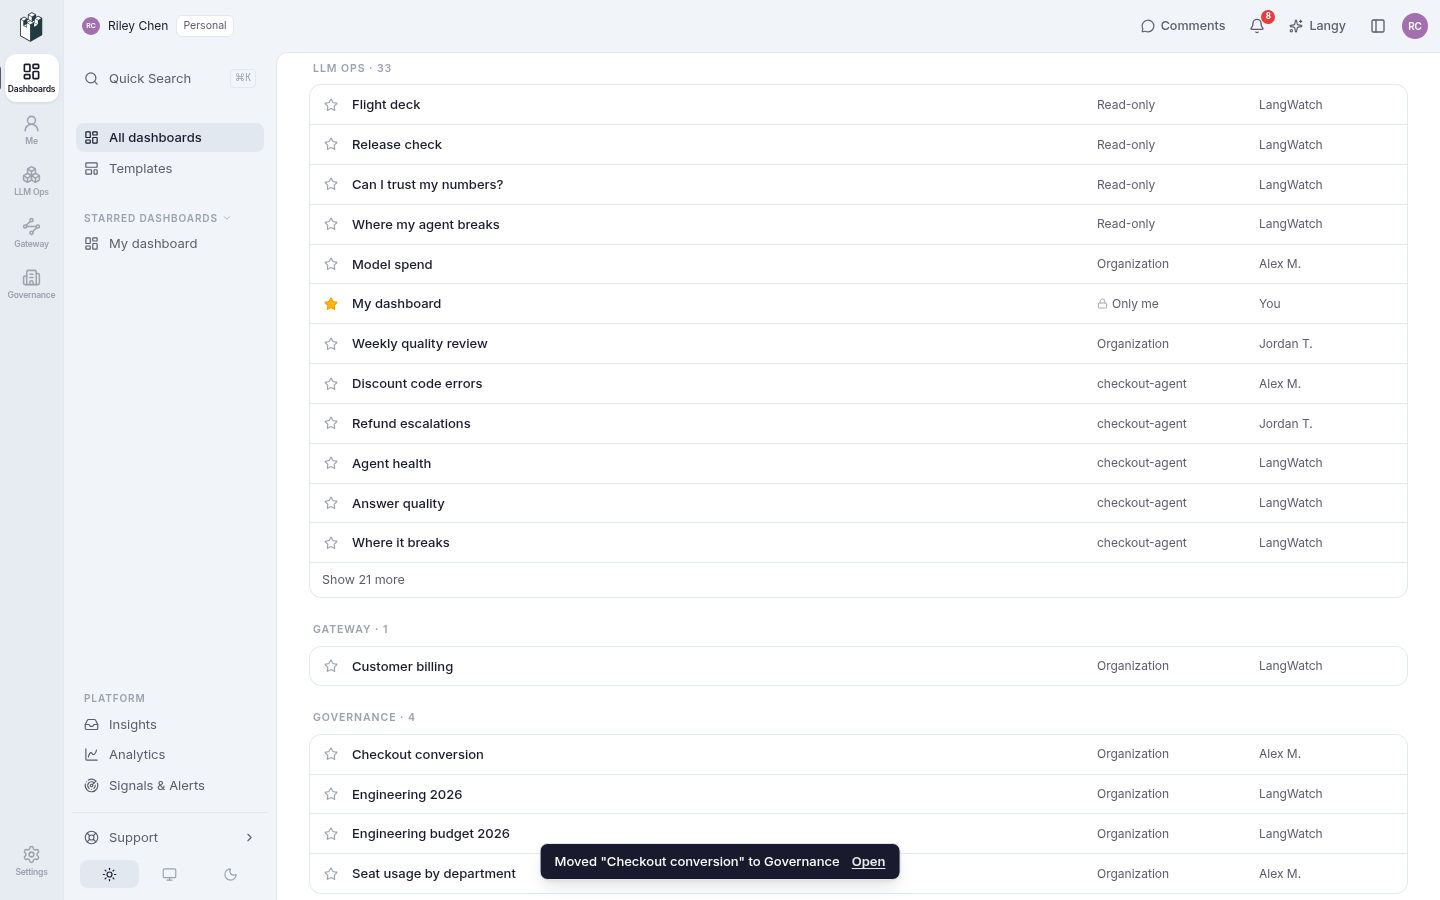 RC Riley Chen Personal
Comments 8 Langy RC
Dashboards
Me
LLM Ops
Gateway
Governance
Settings
Quick Search ⌘K
All dashboards
Templates
STARRED DASHBOARDS
My dashboard
PLATFORM
Insights
Analytics
Signals & Alerts
Support
LLM OPS · 33
Flight deck Read-only LangWatch
Release check Read-only LangWatch
Can I trust my numbers? Read-only LangWatch
Where my agent breaks Read-only LangWatch
Model spend Organization Alex M.
My dashboard Only me You
Weekly quality review Organization Jordan T.
Discount code errors checkout-agent Alex M.
Refund escalations checkout-agent Jordan T.
Agent health checkout-agent LangWatch
Answer quality checkout-agent LangWatch
Where it breaks checkout-agent LangWatch
Show 21 more
GATEWAY · 1
Customer billing Organization LangWatch
GOVERNANCE · 4
Checkout conversion Organization Alex M.
Engineering 2026 Organization LangWatch
Engineering budget 2026 Organization LangWatch
Seat usage by department Organization Alex M.
Moved "Checkout conversion" to Governance Open